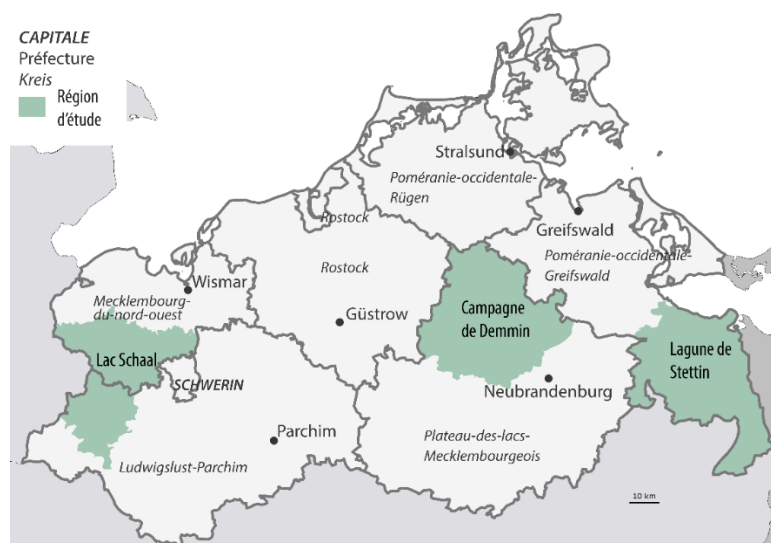 CAPITALE
Préfecture
Kreis
Région
d'étude
Stralsund
Poméranie-occidentale-
Rügen
Rostock
Greifswald
Poméranie-occidentale-
Greifswald
Rostock
Wismar
Mecklembourg-
du-nord-ouest
Güstrow
Campagne
de Demmin
Lac Schaal
Lagune de
Stettin
SCHWERIN
Neubrandenburg
Parchim
Plateau-des-lacs-
Mecklembourgeois
Ludwigslust-Parchim
10 km